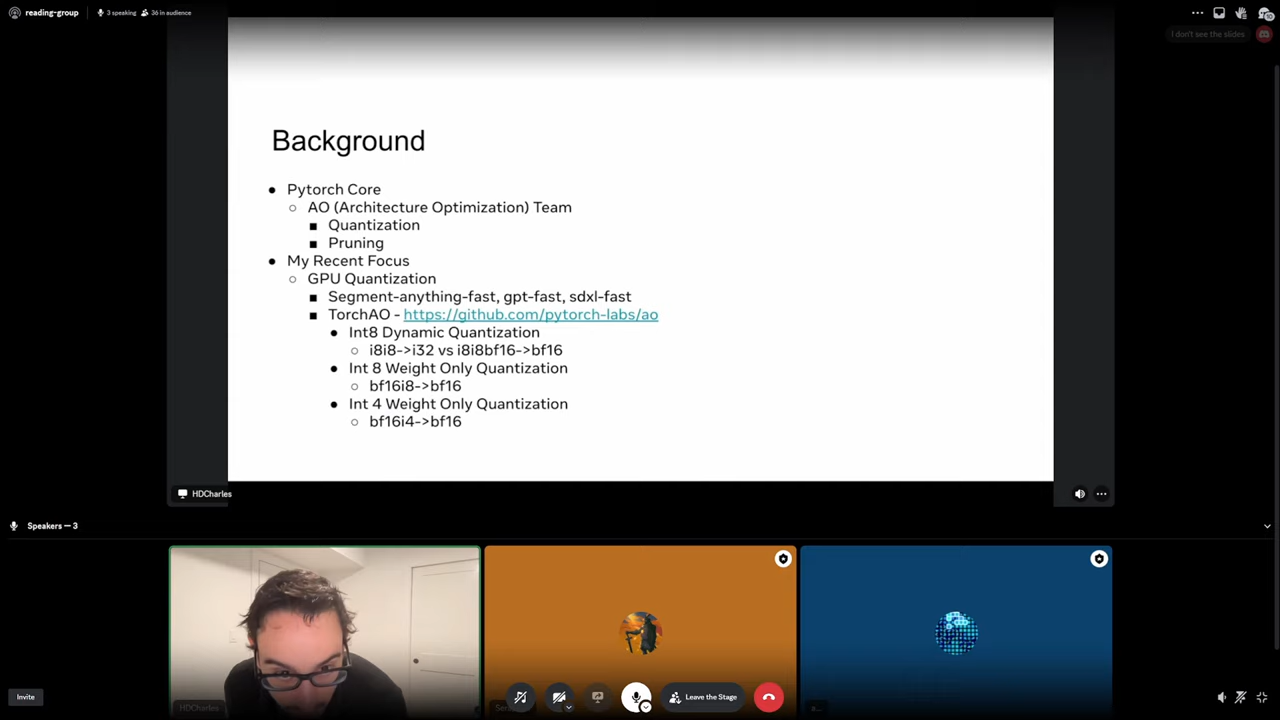 reading-group
3 speaking
36 in audience
I don't see the slides
Background
● Pytorch Core
○ AO (Architecture Optimization) Team
■ Quantization
■ Pruning
● My Recent Focus
○ GPU Quantization
■ Segment-anything-fast, gpt-fast, sdxl-fast
■ TorchAO - https://github.com/pytorch-labs/ao
● Int8 Dynamic Quantization
○ i8i8->i32 vs i8i8bf16->bf16
● Int 8 Weight Only Quantization
○ bf16i8->bf16
● Int 4 Weight Only Quantization
○ bf16i4->bf16
HDCharles
Speakers — 3
HDCharles
Invite
Leave the Stage